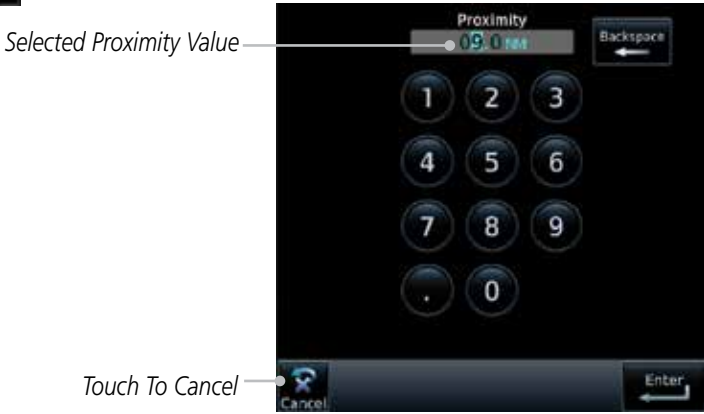 Proximity
Selected Proximity Value
09.0 NM
Backspace
1 2 3
4 5 6
7 8 9
. 0
Touch To Cancel
Cancel
Enter